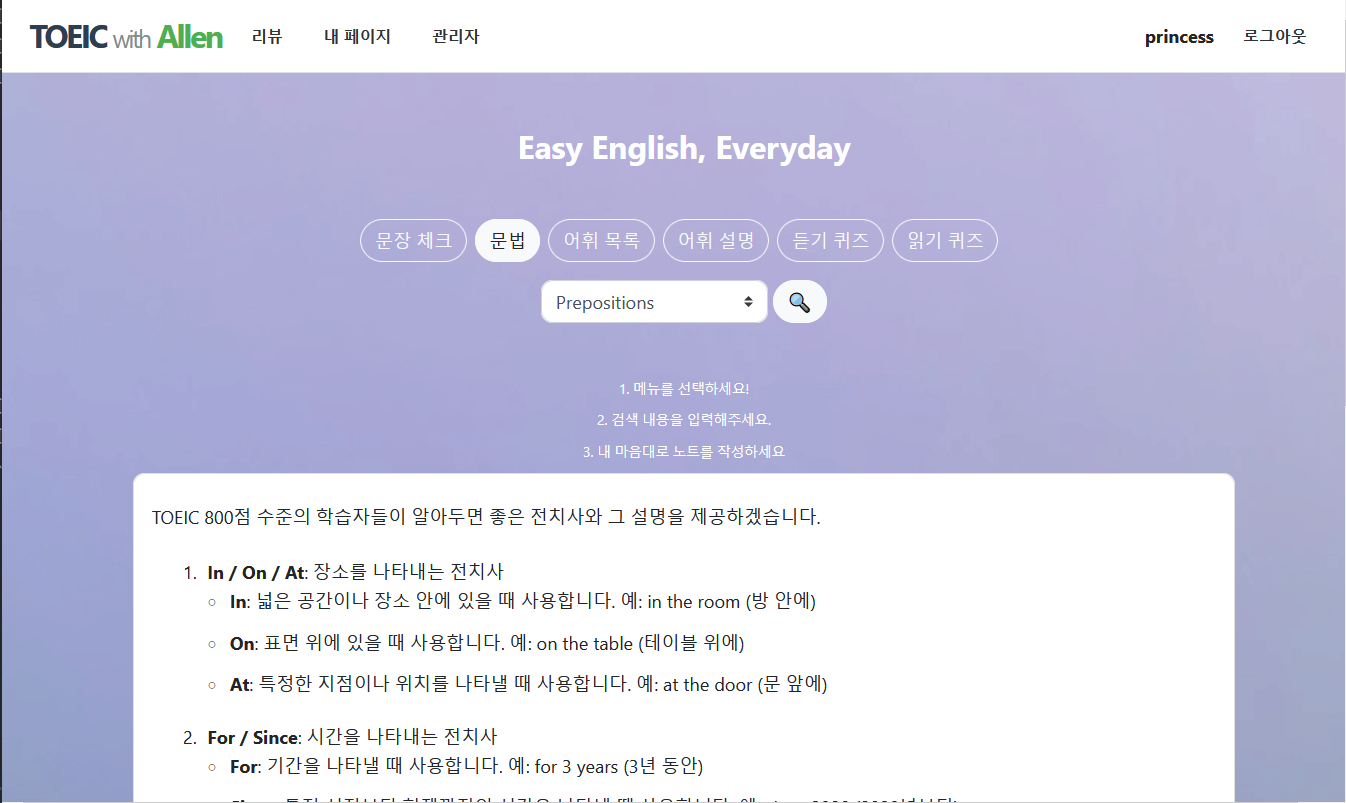 TOEIC with Allen 리뷰 내 페이지 관리자 princess 로그아웃
Easy English, Everyday
문장 체크 문법 어휘 목록 어휘 설명 듣기 퀴즈 읽기 퀴즈
Prepositions
1. 메뉴를 선택하세요!
2. 검색 내용을 입력해주세요.
3. 내 마음대로 노트를 작성하세요
TOEIC 800점 수준의 학습자들이 알아두면 좋은 전치사와 그 설명을 제공하겠습니다.
1. In / On / At: 장소를 나타내는 전치사
○ In: 넓은 공간이나 장소 안에 있을 때 사용합니다. 예: in the room (방 안에)
○ On: 표면 위에 있을 때 사용합니다. 예: on the table (테이블 위에)
○ At: 특정한 지점이나 위치를 나타낼 때 사용합니다. 예: at the door (문 앞에)
2. For / Since: 시간을 나타내는 전치사
○ For: 기간을 나타낼 때 사용합니다. 예: for 3 years (3년 동안)